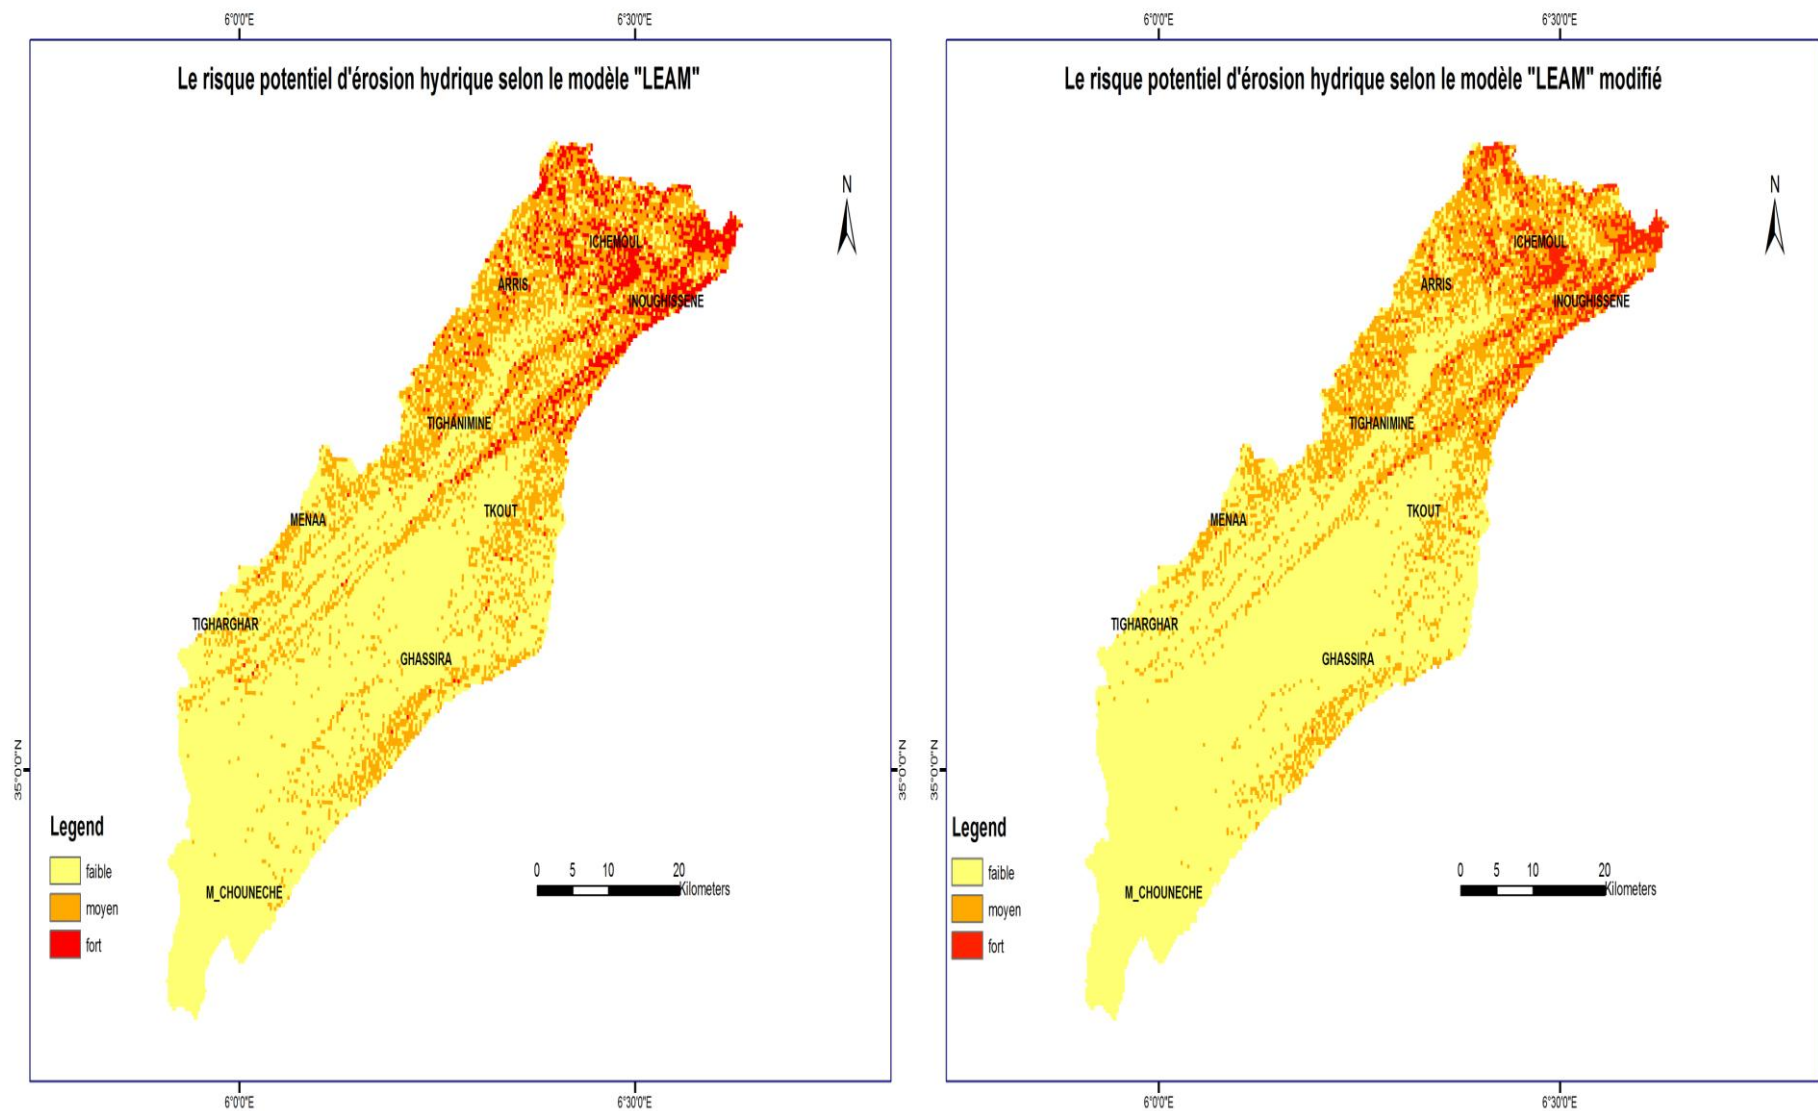 6°0'0"E
6°30'0"E
Le risque potentiel d'érosion hydrique selon le modèle "LEAM"
N
ICHEMOUL
ARRIS
INOUGHISSENE
TIGHANIMINE
TKOUT
MENAA
TIGHARGHAR
GHASSIRA
35°0'0"N
35°0'0"N
Legend
faible
moyen
fort
M_CHOUNECHE
0 5 10 20
Kilometers
6°0'0"E
6°30'0"E
6°0'0"E
6°30'0"E
Le risque potentiel d'érosion hydrique selon le modèle "LEAM" modifié
N
ICHEMOUL
ARRIS
INOUGHISSENE
TIGHANIMINE
TKOUT
MENAA
TIGHARGHAR
GHASSIRA
35°0'0"N
Legend
faible
moyen
fort
M_CHOUNECHE
0 5 10 20
Kilometers
6°0'0"E
6°30'0"E